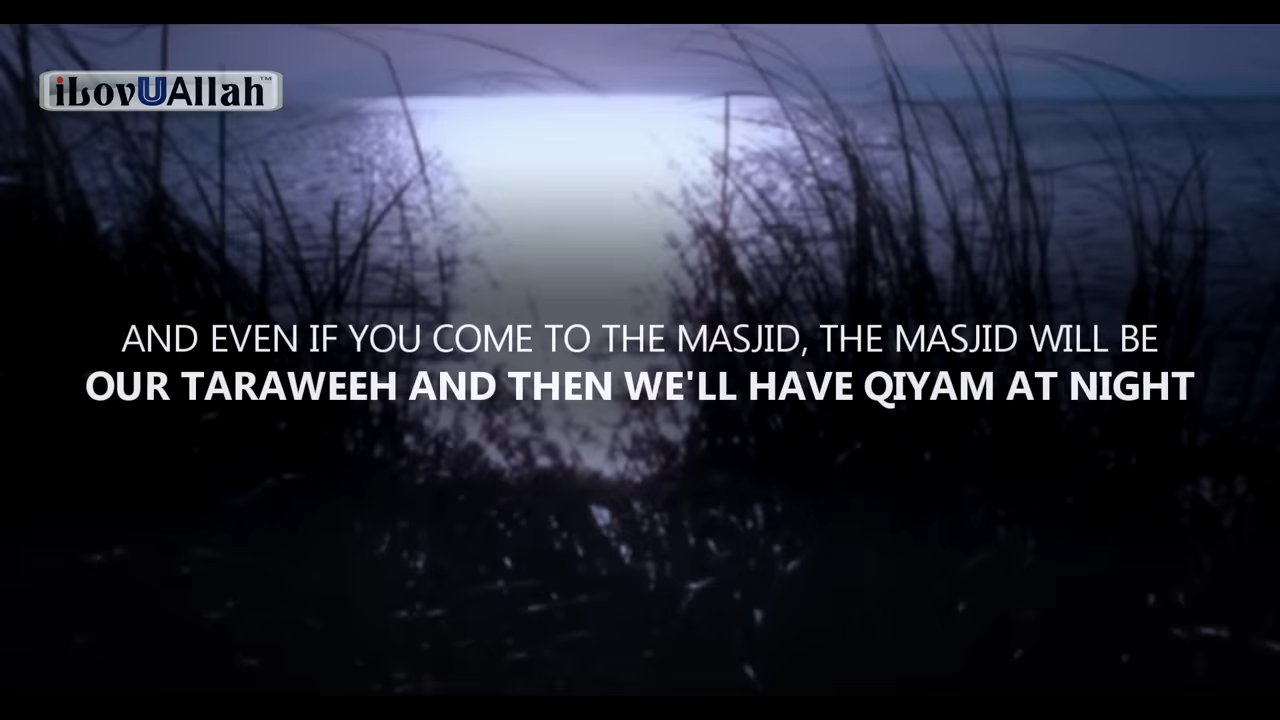 iLovUAllah™
AND EVEN IF YOU COME TO THE MASJID, THE MASJID WILL BE
OUR TARAWEEH AND THEN WE'LL HAVE QIYAM AT NIGHT